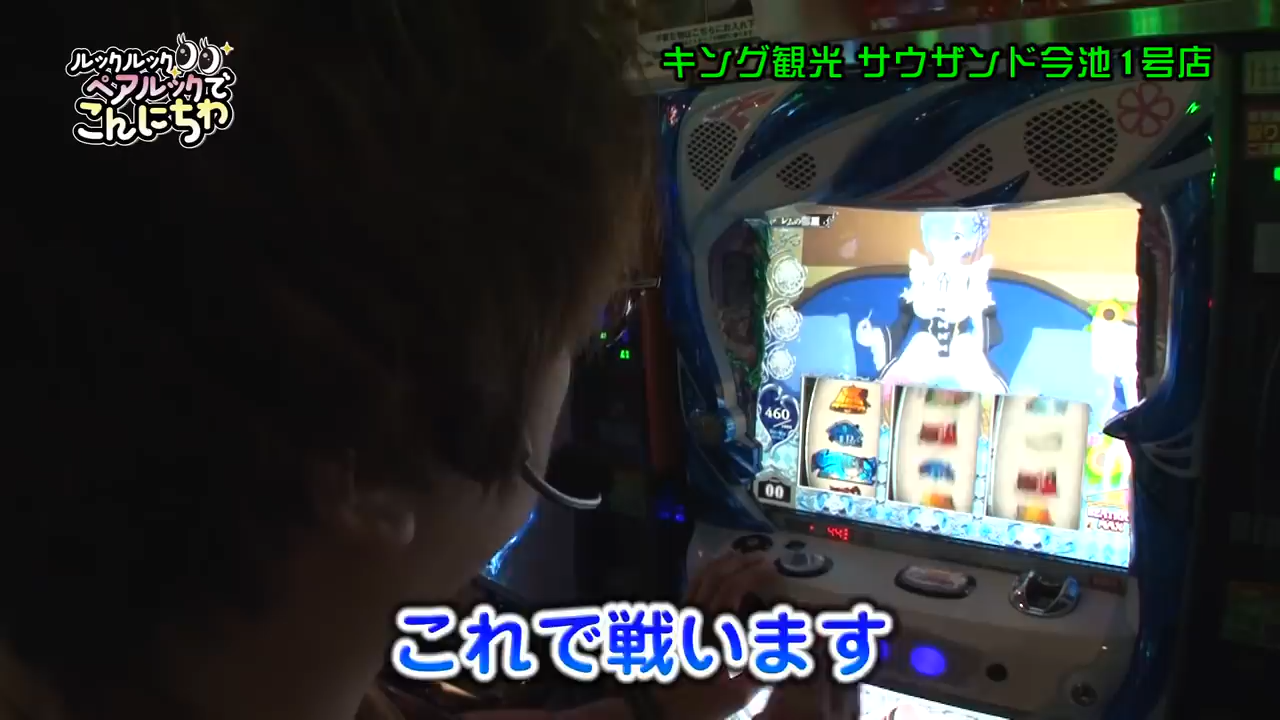 ルックルック
ペアルックで
こんにちわ
キング観光 サウザンド今池1号店
460
00
これで戦います